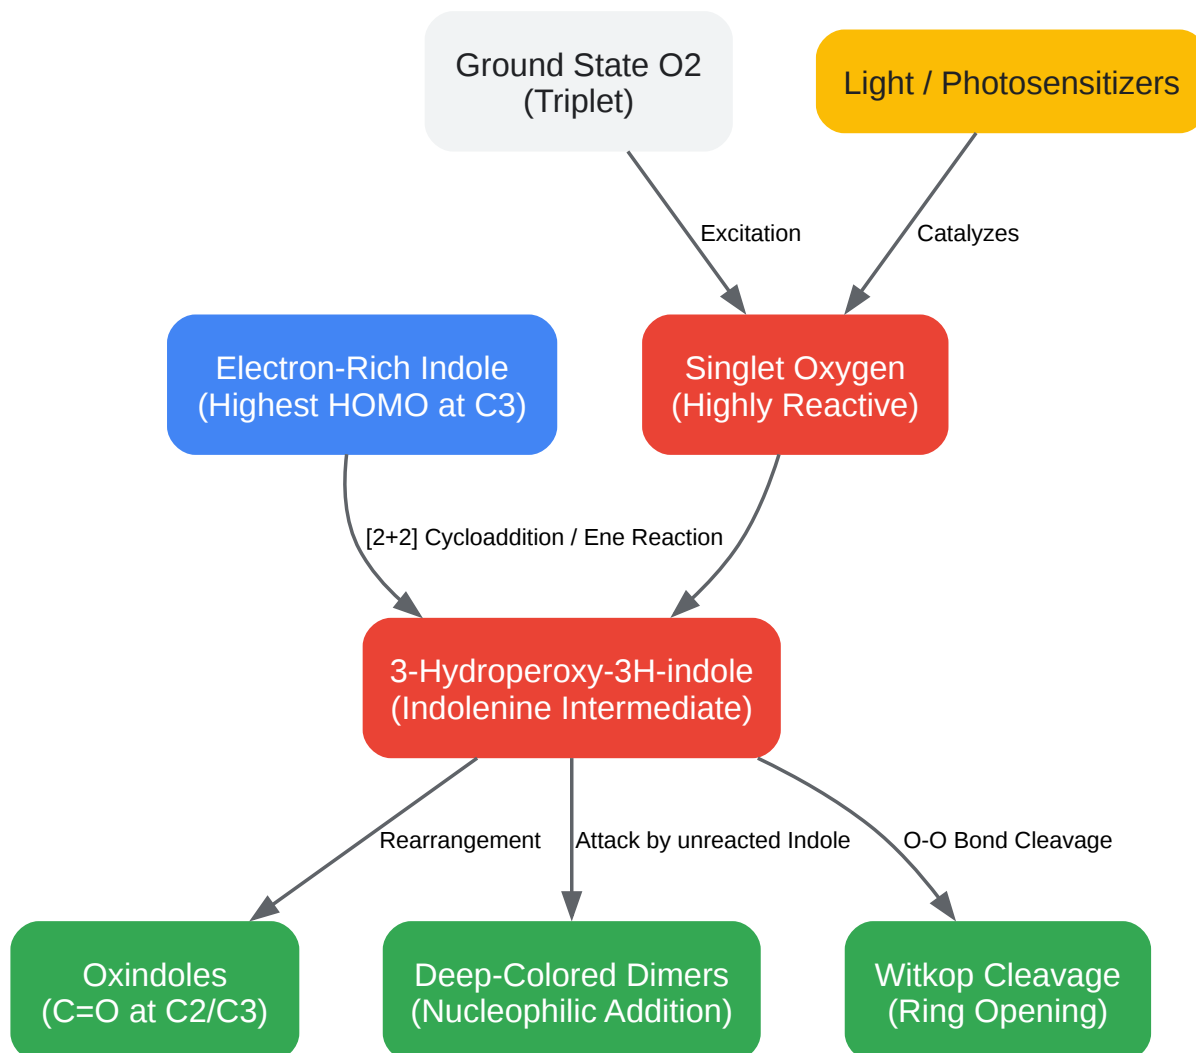 Ground State O2
(Triplet)
Light / Photosensitizers
Excitation
Catalyzes
Electron-Rich Indole
(Highest HOMO at C3)
Singlet Oxygen
(Highly Reactive)
[2+2] Cycloaddition / Ene Reaction
3-Hydroperoxy-3H-indole
(Indolenine Intermediate)
Rearrangement
Attack by unreacted Indole
O-O Bond Cleavage
Oxindoles
(C=O at C2/C3)
Deep-Colored Dimers
(Nucleophilic Addition)
Witkop Cleavage
(Ring Opening)